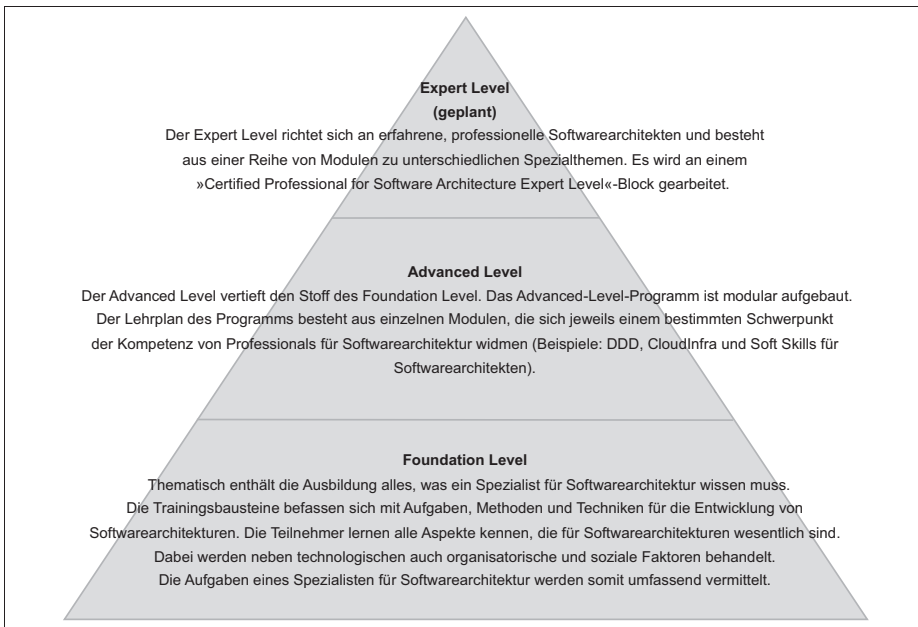 Expert Level
(geplant)
Der Expert Level richtet sich an erfahrene, professionelle Softwarearchitekten und besteht
aus einer Reihe von Modulen zu unterschiedlichen Spezialthemen. Es wird an einem
»Certified Professional for Software Architecture Expert Level«-Block gearbeitet.
Advanced Level
Der Advanced Level vertieft den Stoff des Foundation Level. Das Advanced-Level-Programm ist modular aufgebaut.
Der Lehrplan des Programms besteht aus einzelnen Modulen, die sich jeweils einem bestimmten Schwerpunkt
der Kompetenz von Professionals für Softwarearchitektur widmen (Beispiele: DDD, CloudInfra und Soft Skills für
Softwarearchitekten).
Foundation Level
Thematisch enthält die Ausbildung alles, was ein Spezialist für Softwarearchitektur wissen muss.
Die Trainingsbausteine befassen sich mit Aufgaben, Methoden und Techniken für die Entwicklung von
Softwarearchitekturen. Die Teilnehmer lernen alle Aspekte kennen, die für Softwarearchitekturen wesentlich sind.
Dabei werden neben technologischen auch organisatorische und soziale Faktoren behandelt.
Die Aufgaben eines Spezialisten für Softwarearchitektur werden somit umfassend vermittelt.